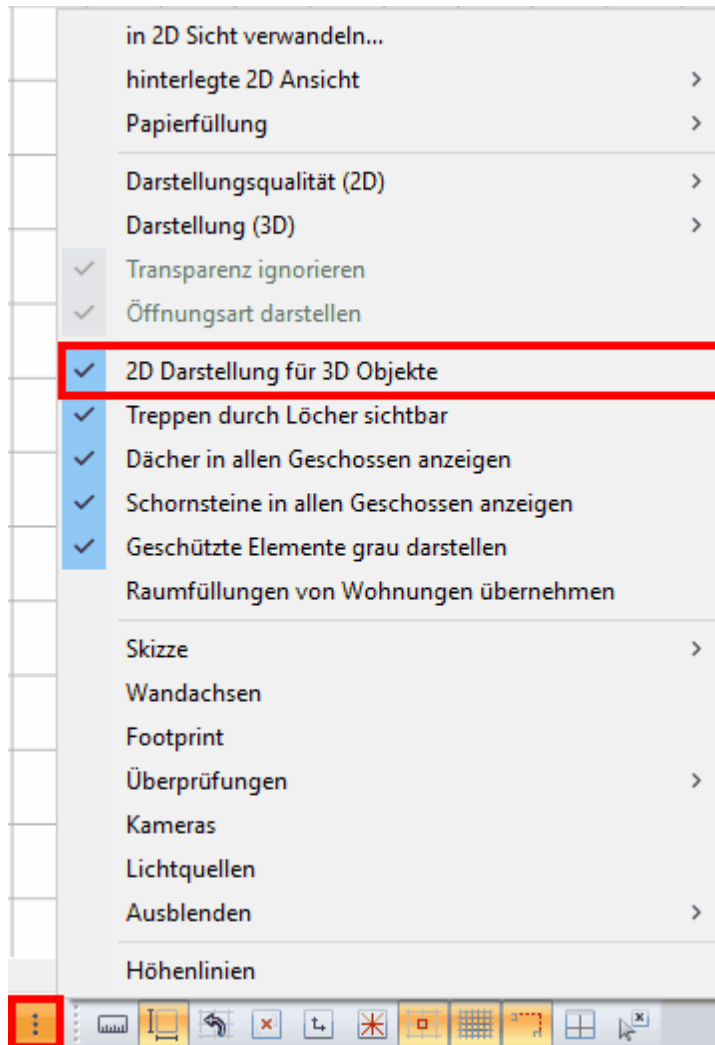 in 2D Sicht verwandeln...
hinterlegte 2D Ansicht
Papierfüllung
Darstellungsqualität (2D)
Darstellung (3D)
Transparenz ignorieren
Öffnungsart darstellen
2D Darstellung für 3D Objekte
Treppen durch Löcher sichtbar
Dächer in allen Geschossen anzeigen
Schornsteine in allen Geschossen anzeigen
Geschützte Elemente grau darstellen
Raumfüllungen von Wohnungen übernehmen
Skizze
Wandachsen
Footprint
Überprüfungen
Kameras
Lichtquellen
Ausblenden
Höhenlinien